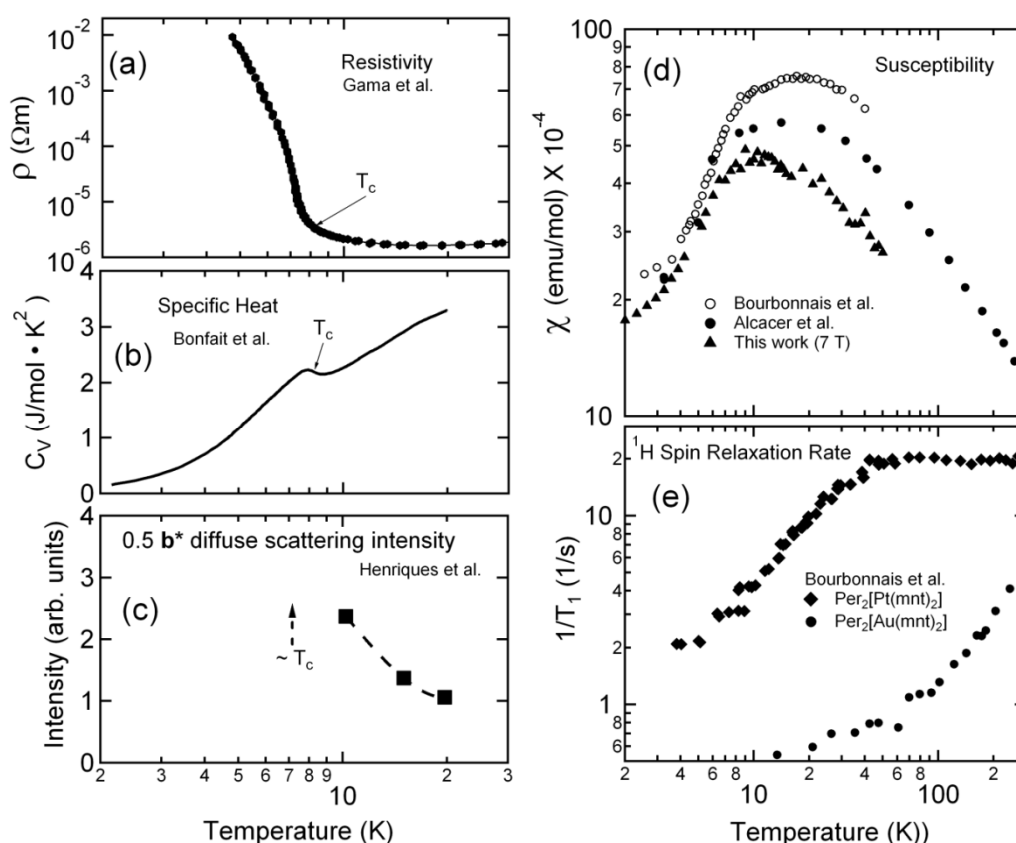 (a)
Resistivity
Gama et al.
T_c
ρ (Ωm)
10^-2
10^-3
10^-4
10^-5
10^-6
(b)
Specific Heat
Bonfait et al.
T_c
C_V (J/mol • K^2)
4
3
2
1
0
0.5 b* diffuse scattering intensity
Henriques et al.
(c)
~ T_c
Intensity (arb. units)
4
3
2
1
0
2 3 4 5 6 7 8 9 10 2 3
Temperature (K)
(d)
Susceptibility
χ (emu/mol) X 10^-4
100
9
8
7
6
5
4
3
2
10
Bourbonnais et al.
Alcacer et al.
This work (7 T)
^1H Spin Relaxation Rate
(e)
Bourbonnais et al.
Per_2[Pt(mnt)_2]
Per_2[Au(mnt)_2]
1/T_1 (1/s)
2
10
8
6
4
2
1
8
6
2 4 6 8 10 2 4 6 8 100 2
Temperature (K))